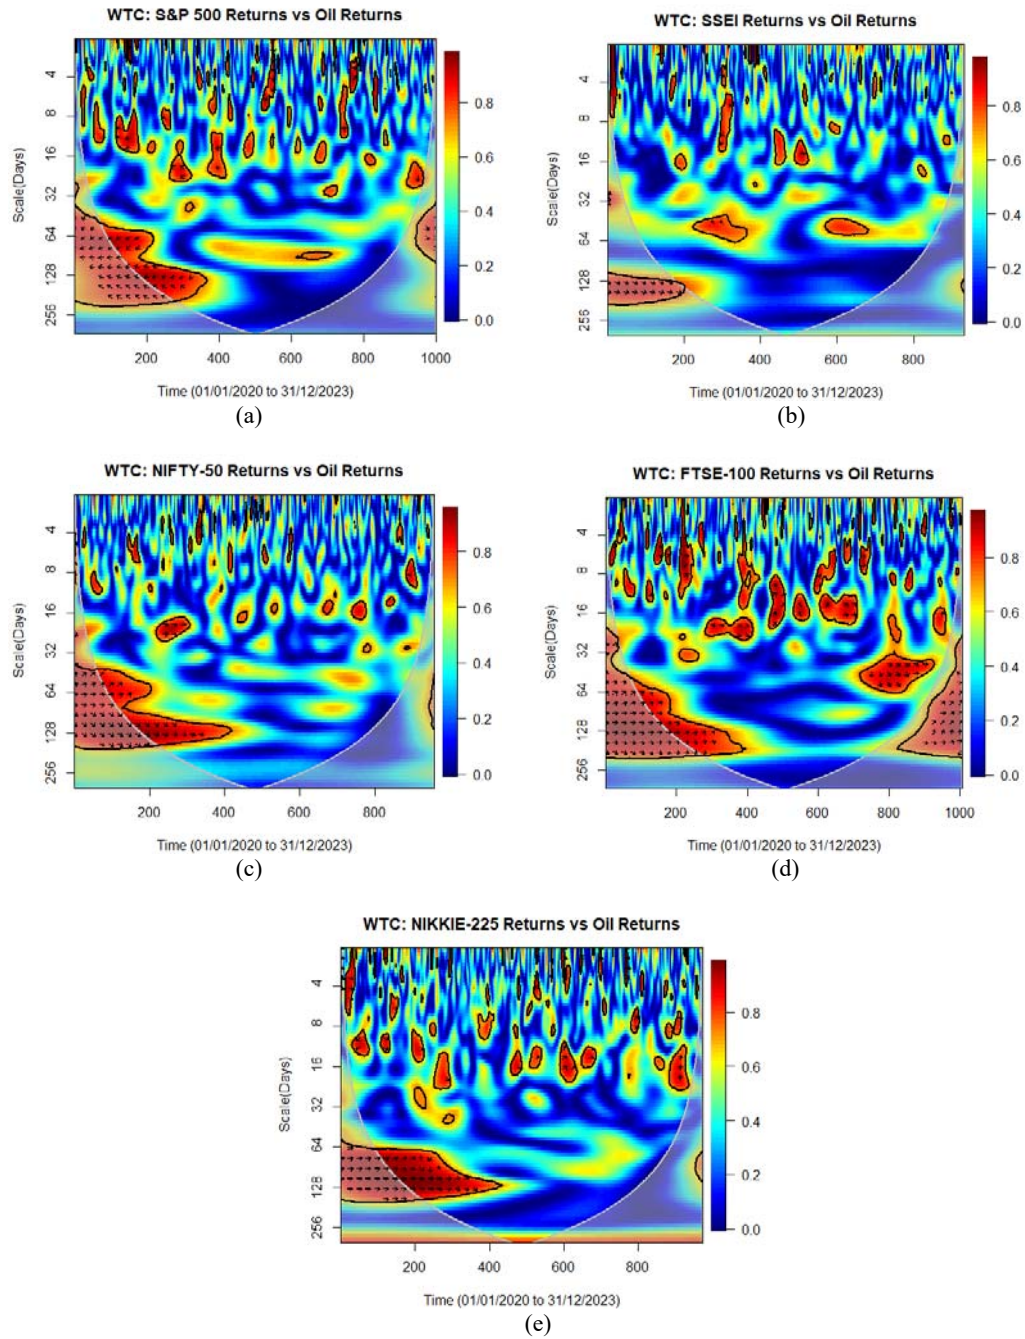 WTC: S&P 500 Returns vs Oil Returns
Scale(Days)
4
8
16
32
64
128
256
200 400 600 800 1000
0.8
0.6
0.4
0.2
0.0
Time (01/01/2020 to 31/12/2023)
(a)
WTC: SSEI Returns vs Oil Returns
Scale(Days)
4
8
16
32
64
128
256
200 400 600 800
0.8
0.6
0.4
0.2
0.0
Time (01/01/2020 to 31/12/2023)
(b)
WTC: NIFTY-50 Returns vs Oil Returns
Scale(Days)
4
8
16
32
64
128
256
200 400 600 800
0.8
0.6
0.4
0.2
0.0
Time (01/01/2020 to 31/12/2023)
(c)
WTC: FTSE-100 Returns vs Oil Returns
Scale(Days)
4
8
16
32
64
128
256
200 400 600 800 1000
0.8
0.6
0.4
0.2
0.0
Time (01/01/2020 to 31/12/2023)
(d)
WTC: NIKKIE-225 Returns vs Oil Returns
Scale(Days)
4
8
16
32
64
128
256
200 400 600 800
0.8
0.6
0.4
0.2
0.0
Time (01/01/2020 to 31/12/2023)
(e)